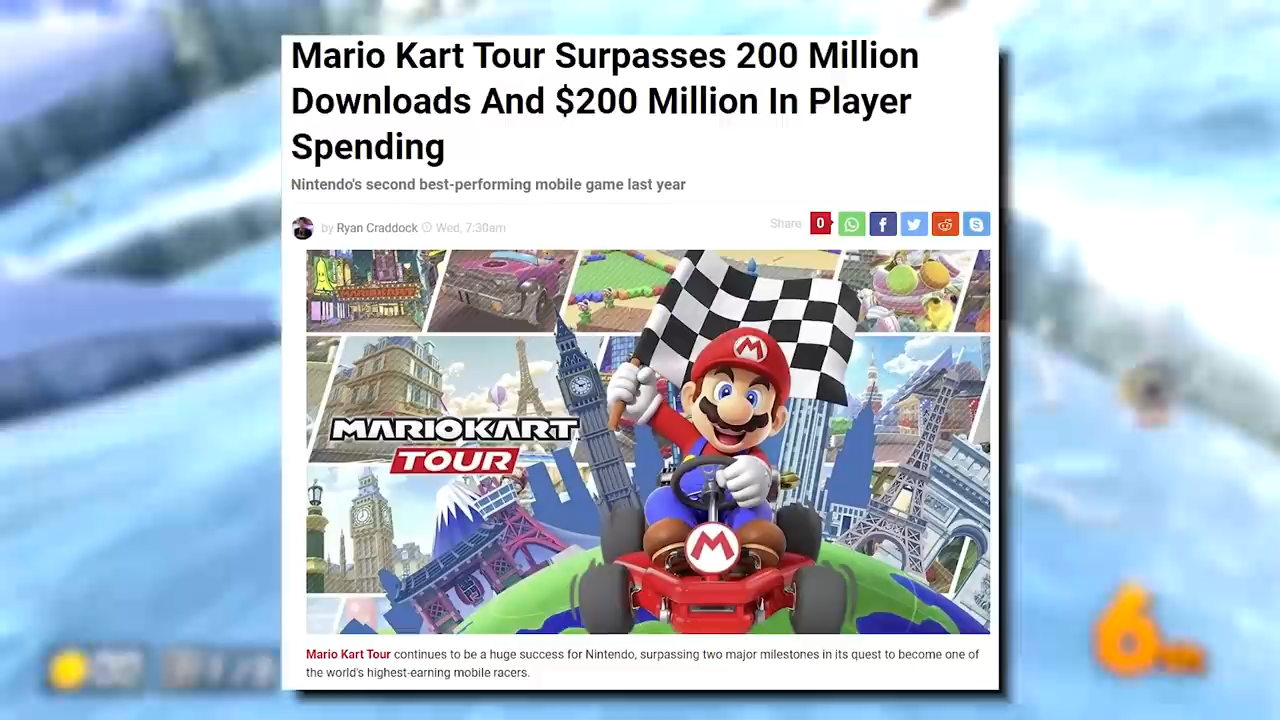 Mario Kart Tour Surpasses 200 Million
Downloads And $200 Million In Player
Spending
Nintendo's second best-performing mobile game last year
by Ryan Craddock Wed, 7:30am
Share 0
MARIOKART
MARIOKART
TOUR
M
M
Mario Kart Tour continues to be a huge success for Nintendo, surpassing two major milestones in its quest to become one of
the world's highest-earning mobile racers.
6